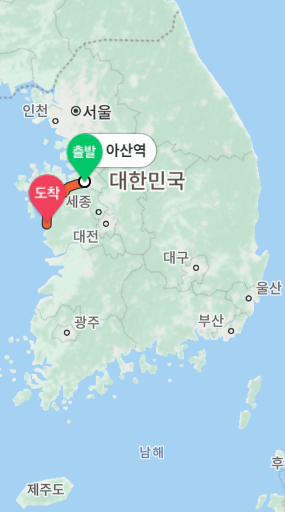 인천
서울
출발
아산역
도착
대한민국
세종
대전
대구
울산
부산
광주
남해
후
제주도